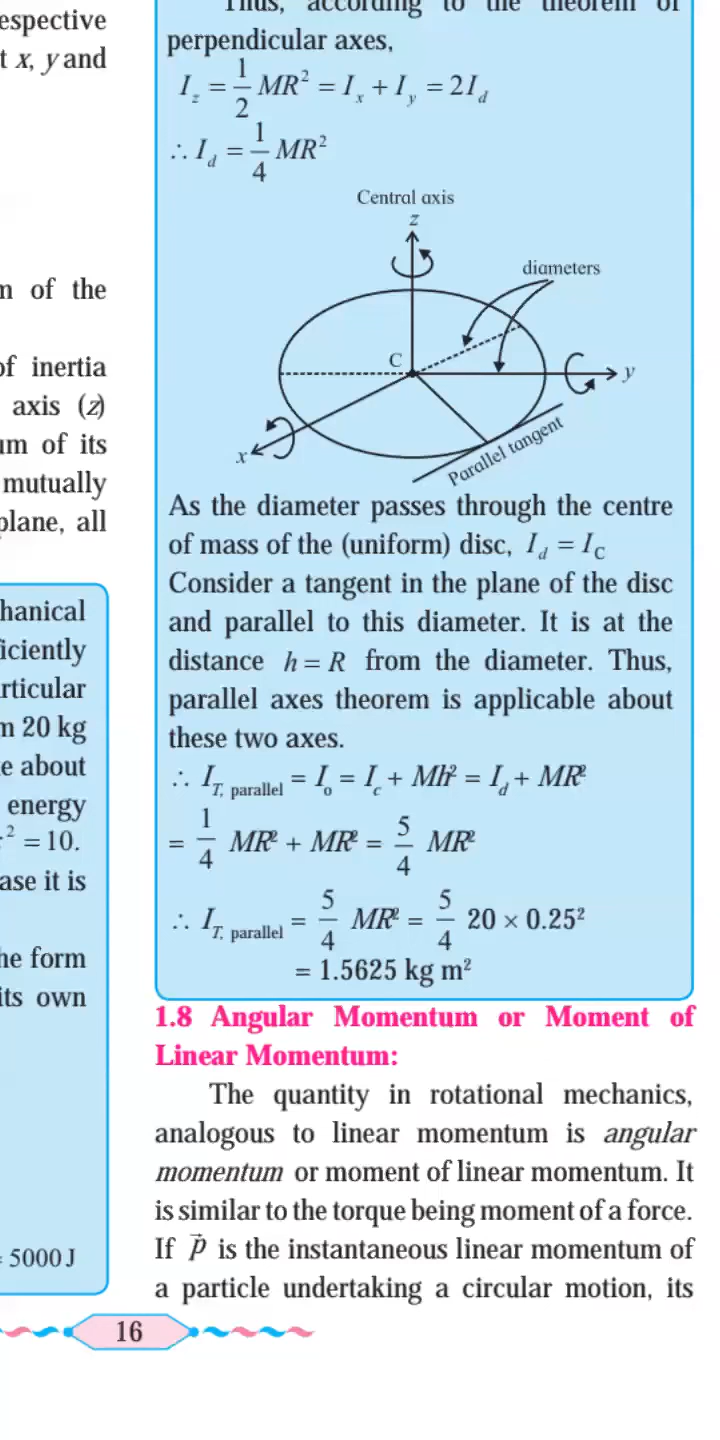 espective
t x, y and
n of the
of inertia
axis (z)
um of its
mutually
plane, all
hanical
iciently
rticular
m 20 kg
e about
energy
² = 10.
ase it is
he form
its own
= 5000 J
Thus, according to the theorem of
perpendicular axes,
I_z = 1/2 MR² = I_x + I_y = 2I_d
∴ I_d = 1/4 MR²
Central axis
z
diameters
C
y
x
Parallel tangent
As the diameter passes through the centre
of mass of the (uniform) disc, I_d = I_C
Consider a tangent in the plane of the disc
and parallel to this diameter. It is at the
distance h = R from the diameter. Thus,
parallel axes theorem is applicable about
these two axes.
∴ I_T, parallel = I_o = I_c + Mh² = I_d + MR²
= 1/4 MR² + MR² = 5/4 MR²
∴ I_T, parallel = 5/4 MR² = 5/4 20 × 0.25²
= 1.5625 kg m²
1.8 Angular Momentum or Moment of
Linear Momentum:
The quantity in rotational mechanics,
analogous to linear momentum is angular
momentum or moment of linear momentum. It
is similar to the torque being moment of a force.
If p⃗ is the instantaneous linear momentum of
a particle undertaking a circular motion, its
16